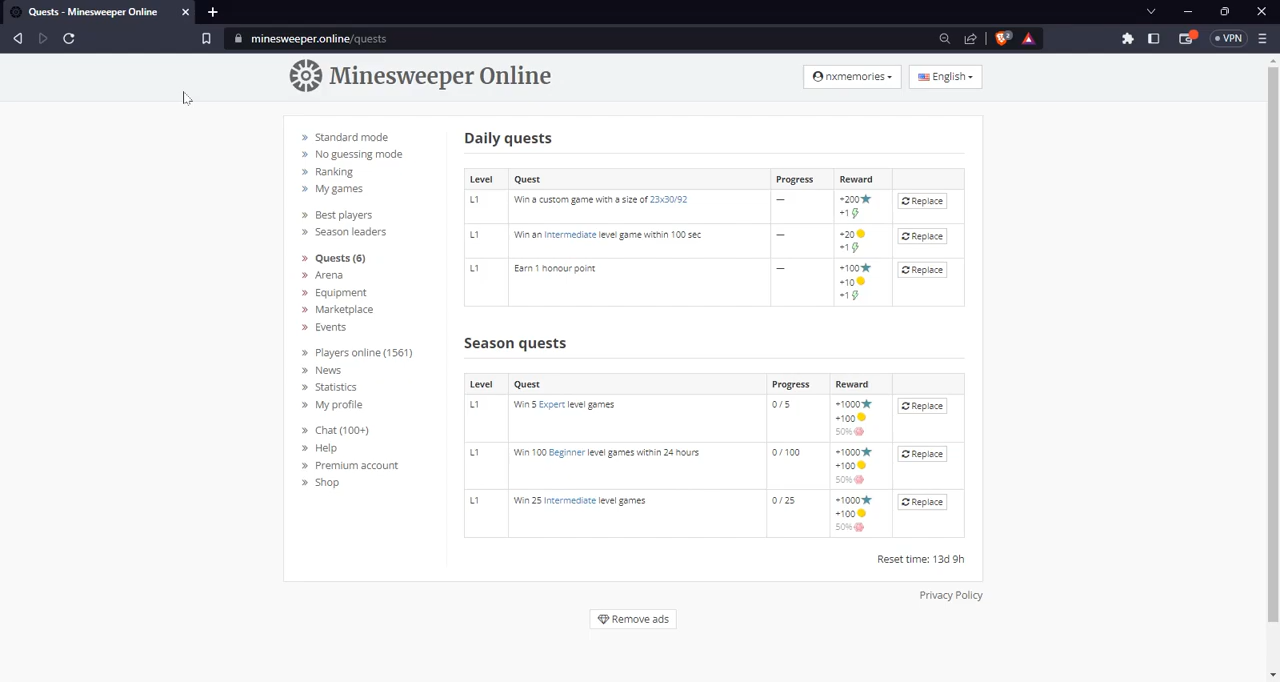 Quests - Minesweeper Online
minesweeper.online/quests
2
VPN
Minesweeper Online
nxmemories
English
» Standard mode
» No guessing mode
» Ranking
» My games
» Best players
» Season leaders
» Quests (6)
» Arena
» Equipment
» Marketplace
» Events
» Players online (1561)
» News
» Statistics
» My profile
» Chat (100+)
» Help
» Premium account
» Shop
Daily quests
Level Quest Progress Reward
L1 Win a custom game with a size of 23x30/92 — +200 Replace
+1
L1 Win an Intermediate level game within 100 sec — +20 Replace
+1
L1 Earn 1 honour point — +100 Replace
+10
+1
Season quests
Level Quest Progress Reward
L1 Win 5 Expert level games 0 / 5 +1000 Replace
+100
50%
L1 Win 100 Beginner level games within 24 hours 0 / 100 +1000 Replace
+100
50%
L1 Win 25 Intermediate level games 0 / 25 +1000 Replace
+100
50%
Reset time: 13d 9h
Privacy Policy
Remove ads